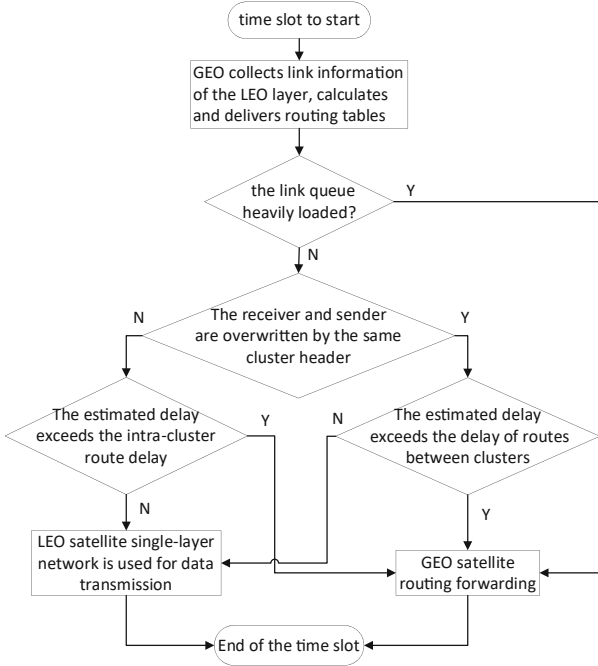 time slot to start
GEO collects link information
of the LEO layer, calculates
and delivers routing tables
the link queue
heavily loaded?
Y
N
N
The receiver and sender
are overwritten by the same
cluster header
Y
The estimated delay
exceeds the intra-cluster
route delay
Y
N
The estimated delay
exceeds the delay of routes
between clusters
N
Y
LEO satellite single-layer
network is used for data
transmission
GEO satellite
routing forwarding
End of the time slot